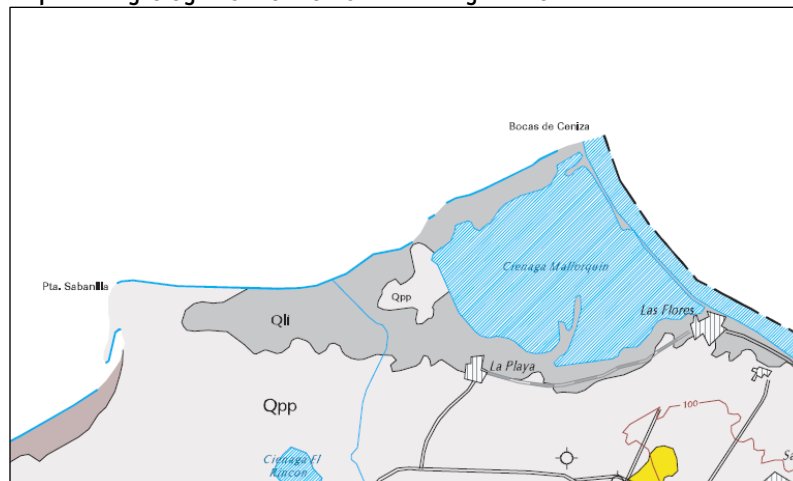 Bocas de Ceniza
Cienaga Mallorquin
Pta. Sabanilla
Qpp
Las Flores
Qli
La Playa
Qpp
100
Cienaga El
Rincon